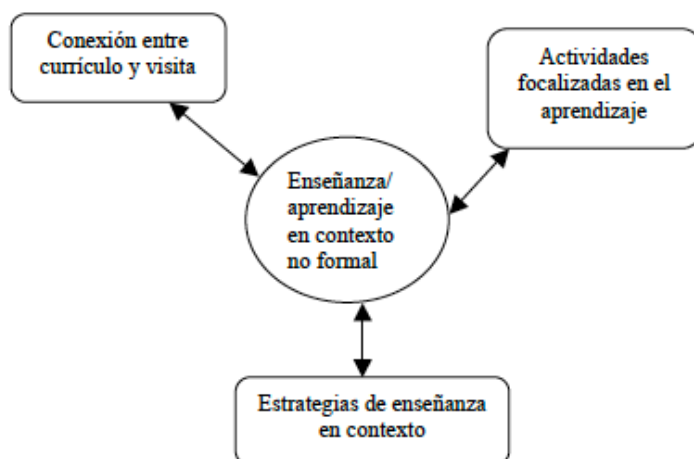 Conexión entre
currículo y visita
Actividades
focalizadas en el
aprendizaje
Enseñanza/
aprendizaje
en contexto
no formal
Estrategias de enseñanza
en contexto